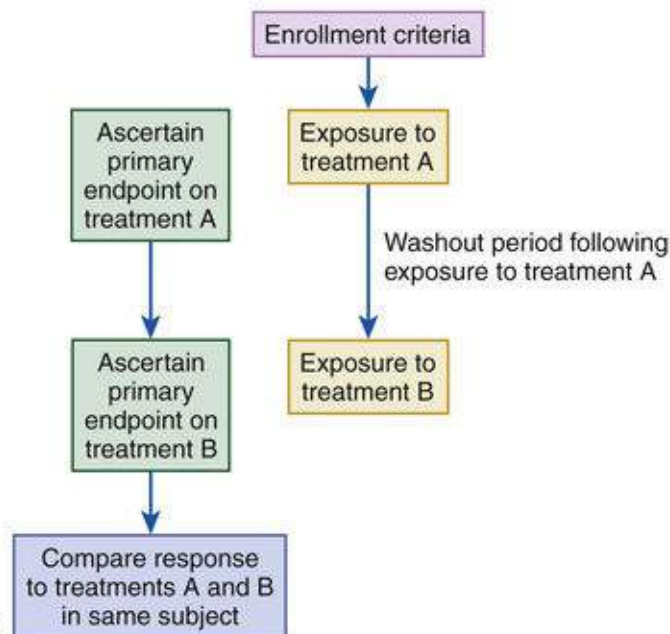 Enrollment criteria
Ascertain
primary
endpoint on
treatment A
Exposure to
treatment A
Washout period following
exposure to treatment A
Ascertain
primary
endpoint on
treatment B
Exposure to
treatment B
Compare response
to treatments A and B
in same subject